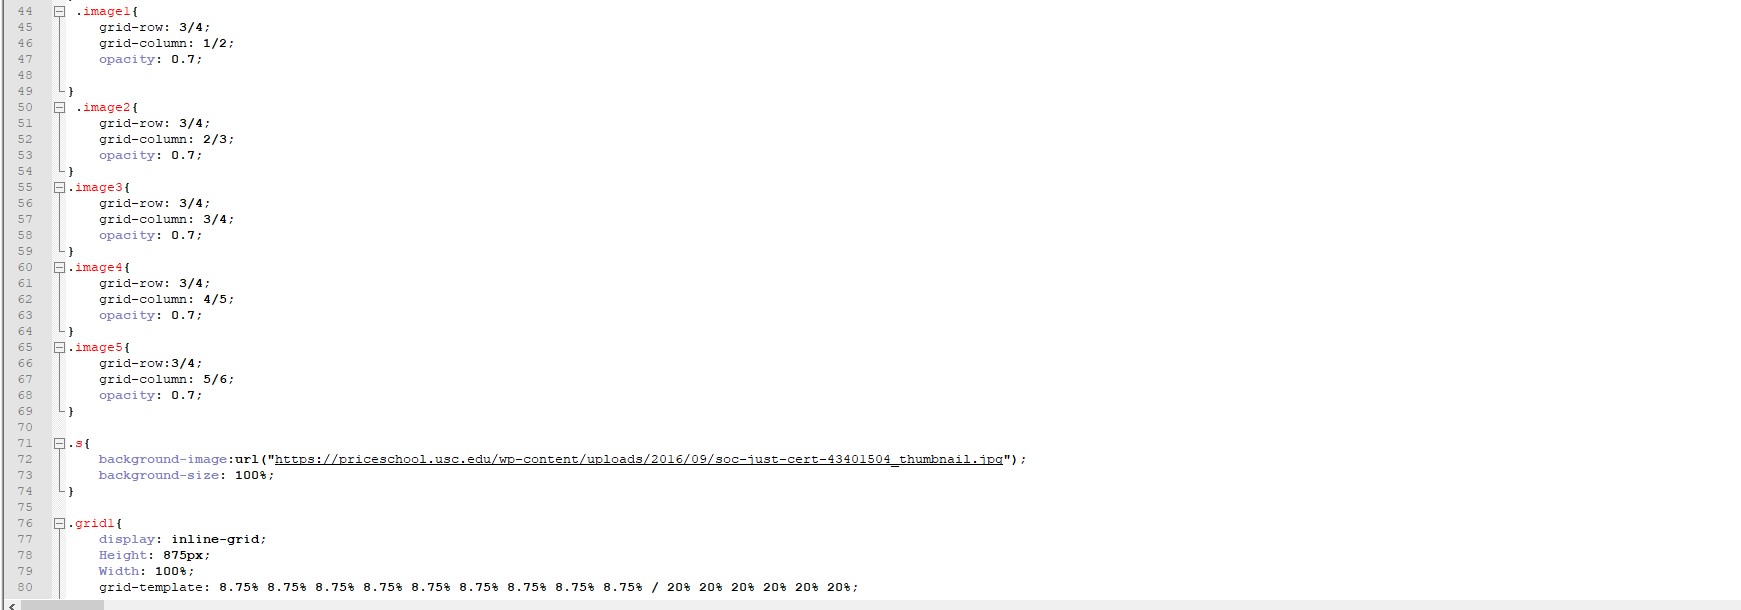 44 .image1{
45 grid-row: 3/4;
46 grid-column: 1/2;
47 opacity: 0.7;
48
49 }
50 .image2{
51 grid-row: 3/4;
52 grid-column: 2/3;
53 opacity: 0.7;
54 }
55 .image3{
56 grid-row: 3/4;
57 grid-column: 3/4;
58 opacity: 0.7;
59 }
60 .image4{
61 grid-row: 3/4;
62 grid-column: 4/5;
63 opacity: 0.7;
64 }
65 .image5{
66 grid-row:3/4;
67 grid-column: 5/6;
68 opacity: 0.7;
69 }
70
71 .s{
72 background-image:url("https://priceschool.usc.edu/wp-content/uploads/2016/09/soc-just-cert-43401504_thumbnail.jpg");
73 background-size: 100%;
74 }
75
76 .grid1{
77 display: inline-grid;
78 Height: 875px;
79 Width: 100%;
80 grid-template: 8.75% 8.75% 8.75% 8.75% 8.75% 8.75% 8.75% 8.75% 8.75% / 20% 20% 20% 20% 20% 20%;